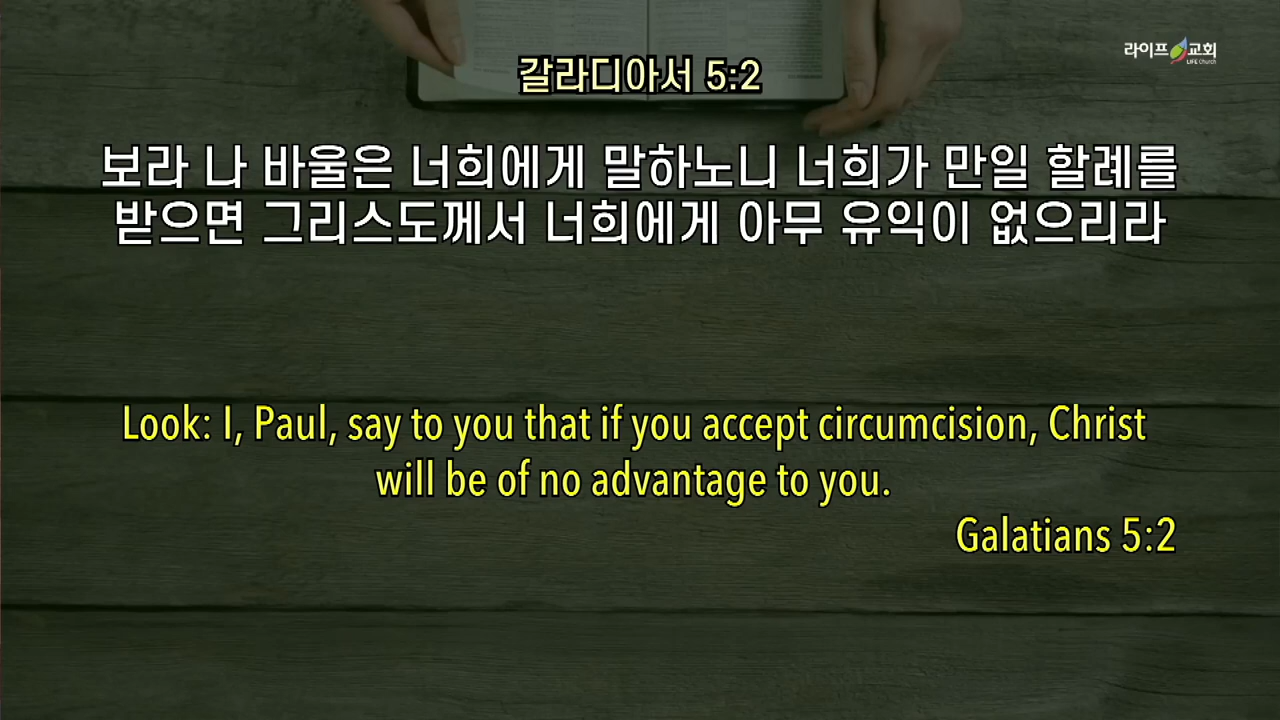 라이프교회
LIFE Church
갈라디아서 5:2
보라 나 바울은 너희에게 말하노니 너희가 만일 할례를
받으면 그리스도께서 너희에게 아무 유익이 없으리라
Look: I, Paul, say to you that if you accept circumcision, Christ
will be of no advantage to you.
Galatians 5:2